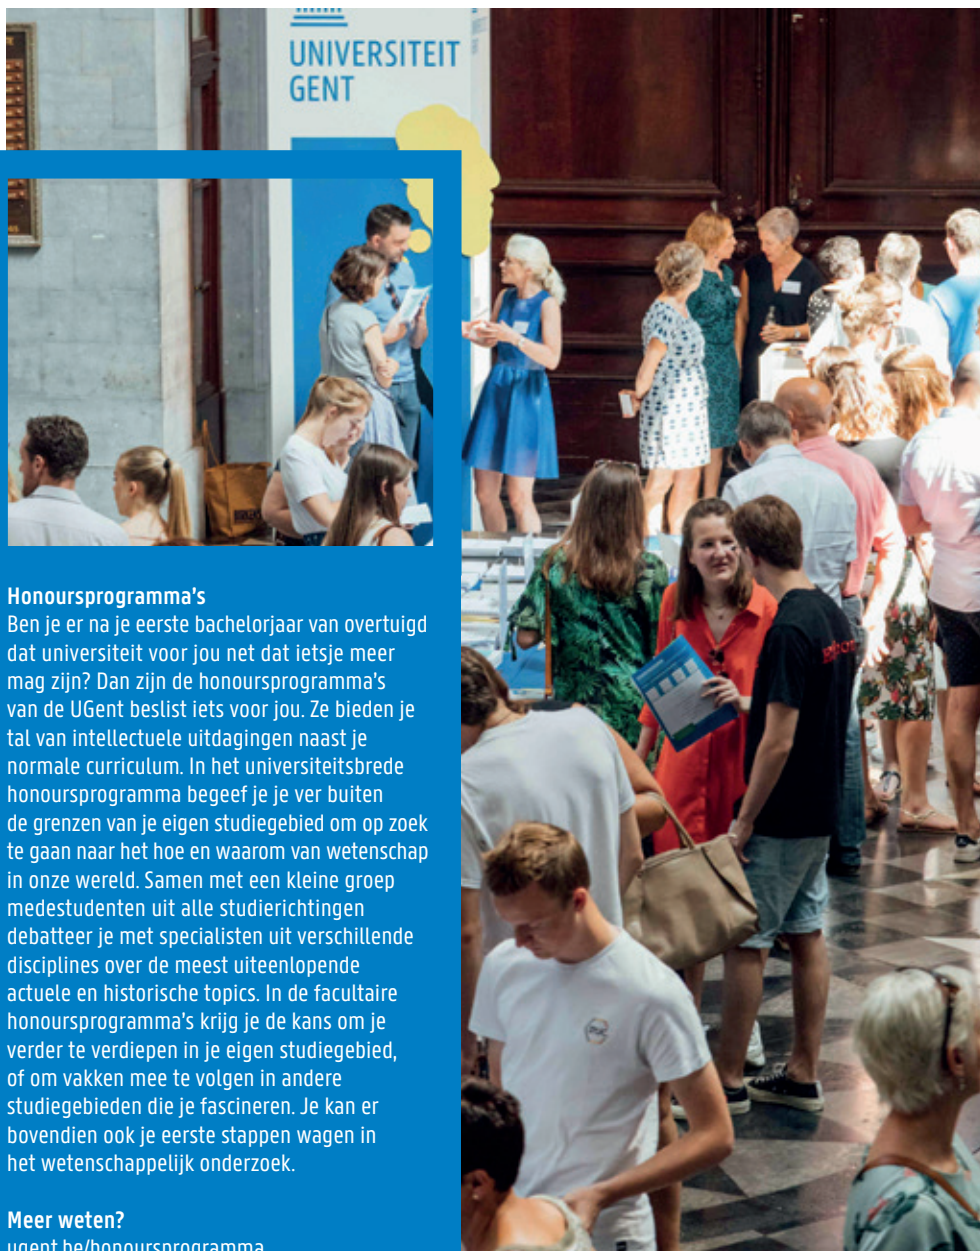 UNIVERSITEIT
GENT
Honoursprogramma's
Ben je er na je eerste bachelorjaar van overtuigd
dat universiteit voor jou net dat ietsje meer
mag zijn? Dan zijn de honoursprogramma's
van de UGent beslist iets voor jou. Ze bieden je
tal van intellectuele uitdagingen naast je
normale curriculum. In het universiteitsbrede
honoursprogramma begeef je je ver buiten
de grenzen van je eigen studiegebied om op zoek
te gaan naar het hoe en waarom van wetenschap
in onze wereld. Samen met een kleine groep
medestudenten uit alle studierichtingen
debatteer je met specialisten uit verschillende
disciplines over de meest uiteenlopende
actuele en historische topics. In de facultaire
honoursprogramma's krijg je de kans om je
verder te verdiepen in je eigen studiegebied,
of om vakken mee te volgen in andere
studiegebieden die je fascineren. Je kan er
bovendien ook je eerste stappen wagen in
het wetenschappelijk onderzoek.
Meer weten?
ugent.be/honoursprogramma